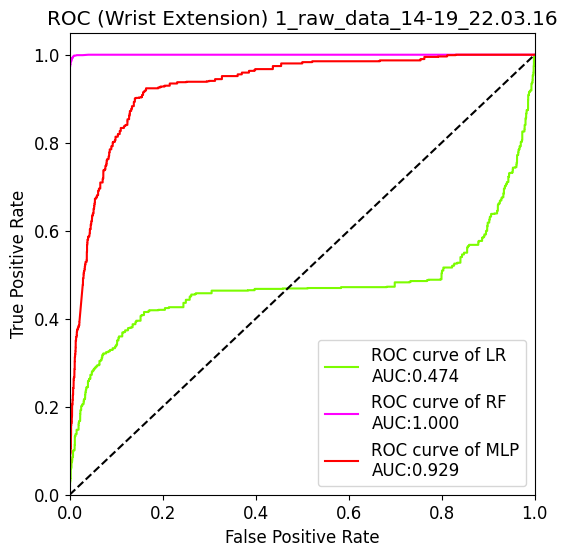 ROC (Wrist Extension) 1_raw_data_14-19_22.03.16
True Positive Rate
1.0
0.8
0.6
0.4
0.2
0.0
ROC curve of LR
AUC:0.474
ROC curve of RF
AUC:1.000
ROC curve of MLP
AUC:0.929
0.0 0.2 0.4 0.6 0.8 1.0
False Positive Rate